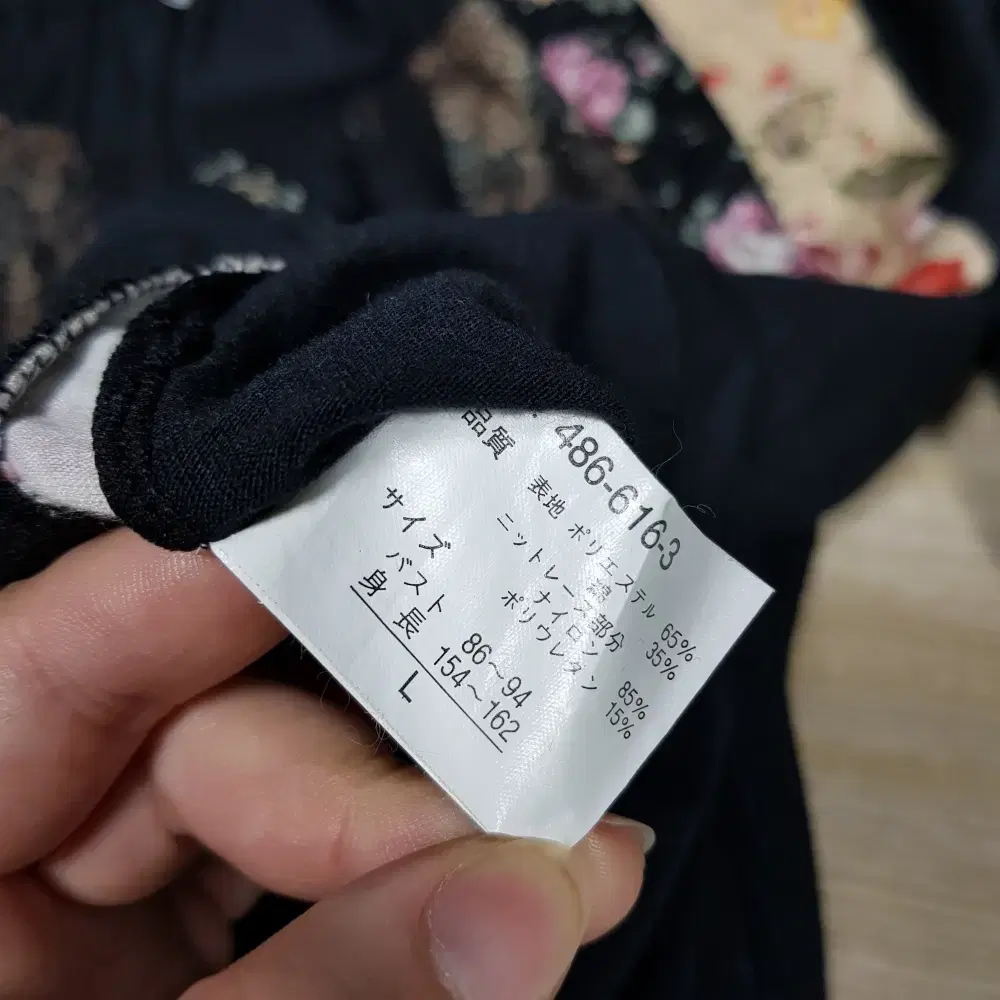 486-616-3
品質
表地 ポリエステル 65%
綿 35%
ニットレース部分
ナイロン 85%
ポリウレタン 15%
サイズ
バスト 86~94
身長 154~162
L